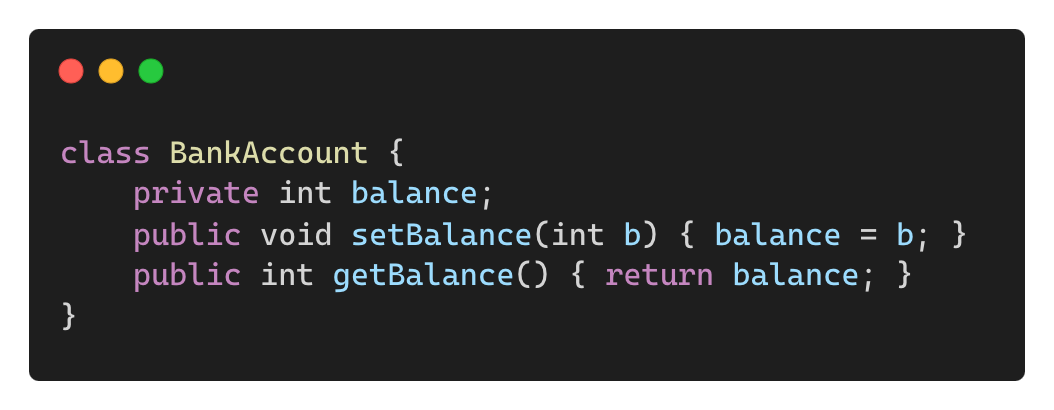 class BankAccount {
    private int balance;
    public void setBalance(int b) { balance = b; }
    public int getBalance() { return balance; }
}